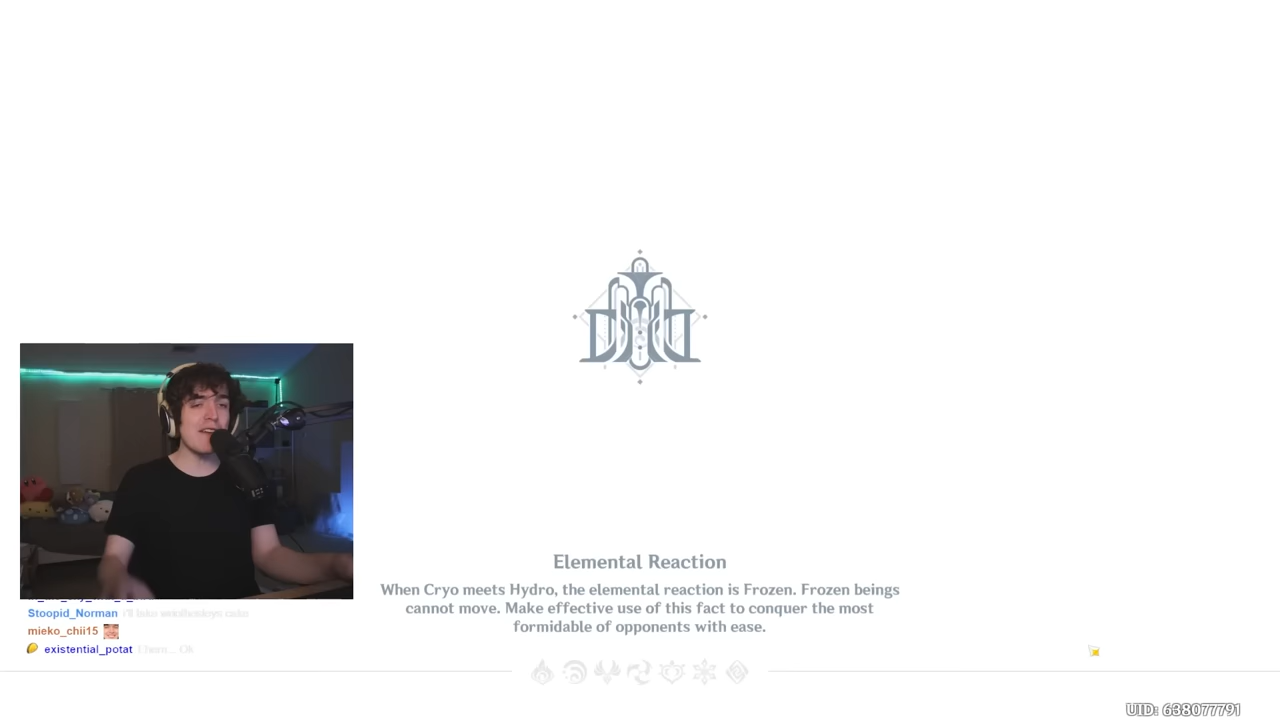 Elemental Reaction
When Cryo meets Hydro, the elemental reaction is Frozen. Frozen beings
cannot move. Make effective use of this fact to conquer the most
formidable of opponents with ease.
Stoopid_Norman
mieko_chii15
existential_potat
UID: 638077791